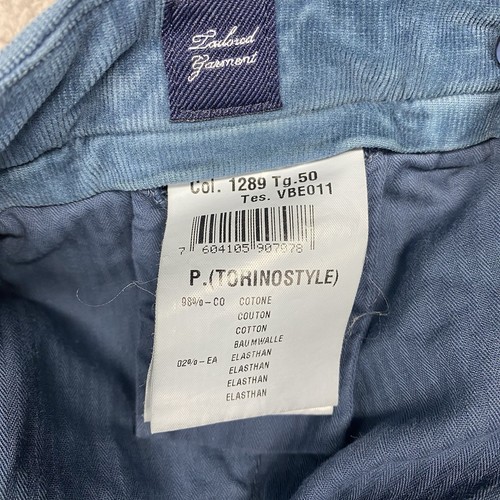 Tailored
Garment
Col. 1289 Tg.50
Tes. VBE011
7 604105 907878
P.(TORINOSTYLE)
98%-CO COTONE
COUTON
COTTON
BAUMWALLE
02%-EA ELASTHAN
ELASTHAN
ELASTHAN
ELASTHAN